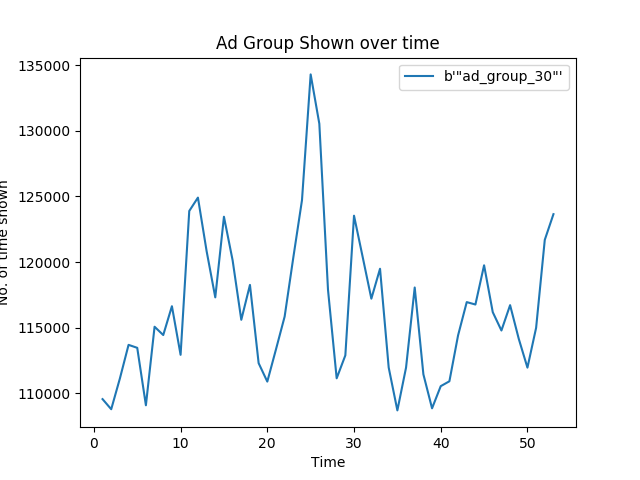 Ad Group Shown over time
b'"ad_group_30"'
135000
130000
125000
120000
115000
110000
No. of time shown
0 10 20 30 40 50
Time